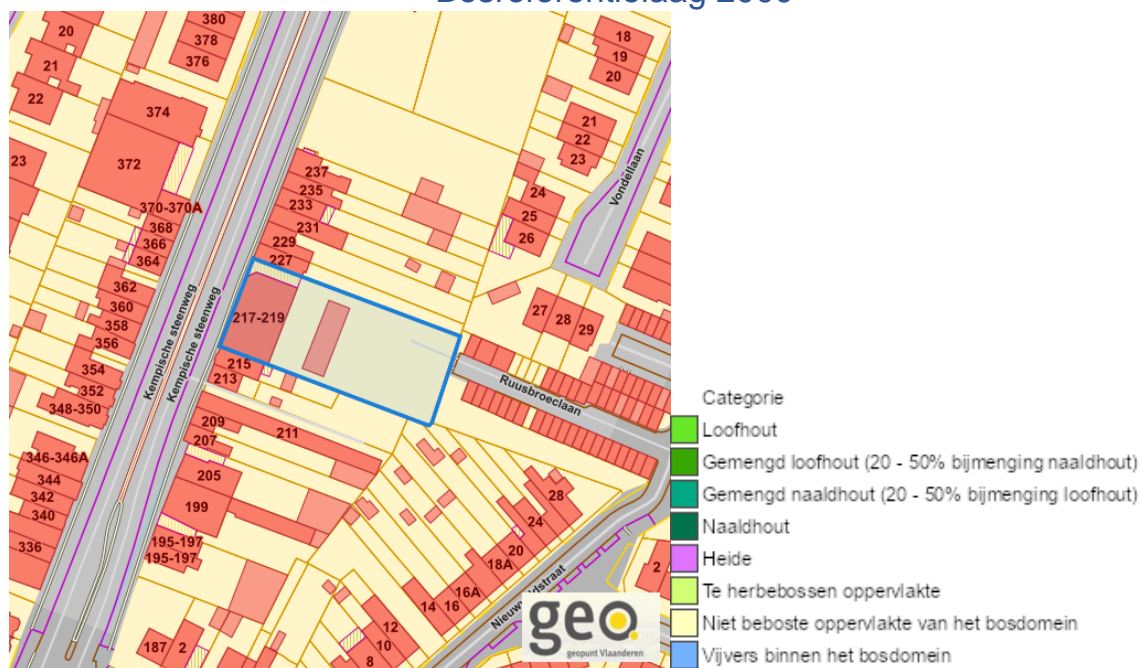 Bosreferentielaag 2000
380
20
378
18
376
19
21
20
22
374
21
22
23
372
23
237
24
235
370-370A
233
25
368
231
26
366
229
364
227
Vondellaan
362
27
28
29
360
217-219
358
Kempische steenweg
Kempische steenweg
356
215
354
213
Ruusbroeclaan
352
348-350
209
211
207
346-346A
205
344
28
342
199
24
340
20
336
195-197
18A
195-197
16A
14
16
Nieuwveldstraat
2
12
187
2
10
8
geo.
geopunt Vlaanderen
Categorie
Loofhout
Gemengd loofhout (20 - 50% bijmenging naaldhout)
Gemengd naaldhout (20 - 50% bijmenging loofhout)
Naaldhout
Heide
Te herbebossen oppervlakte
Niet beboste oppervlakte van het bosdomein
Vijvers binnen het bosdomein